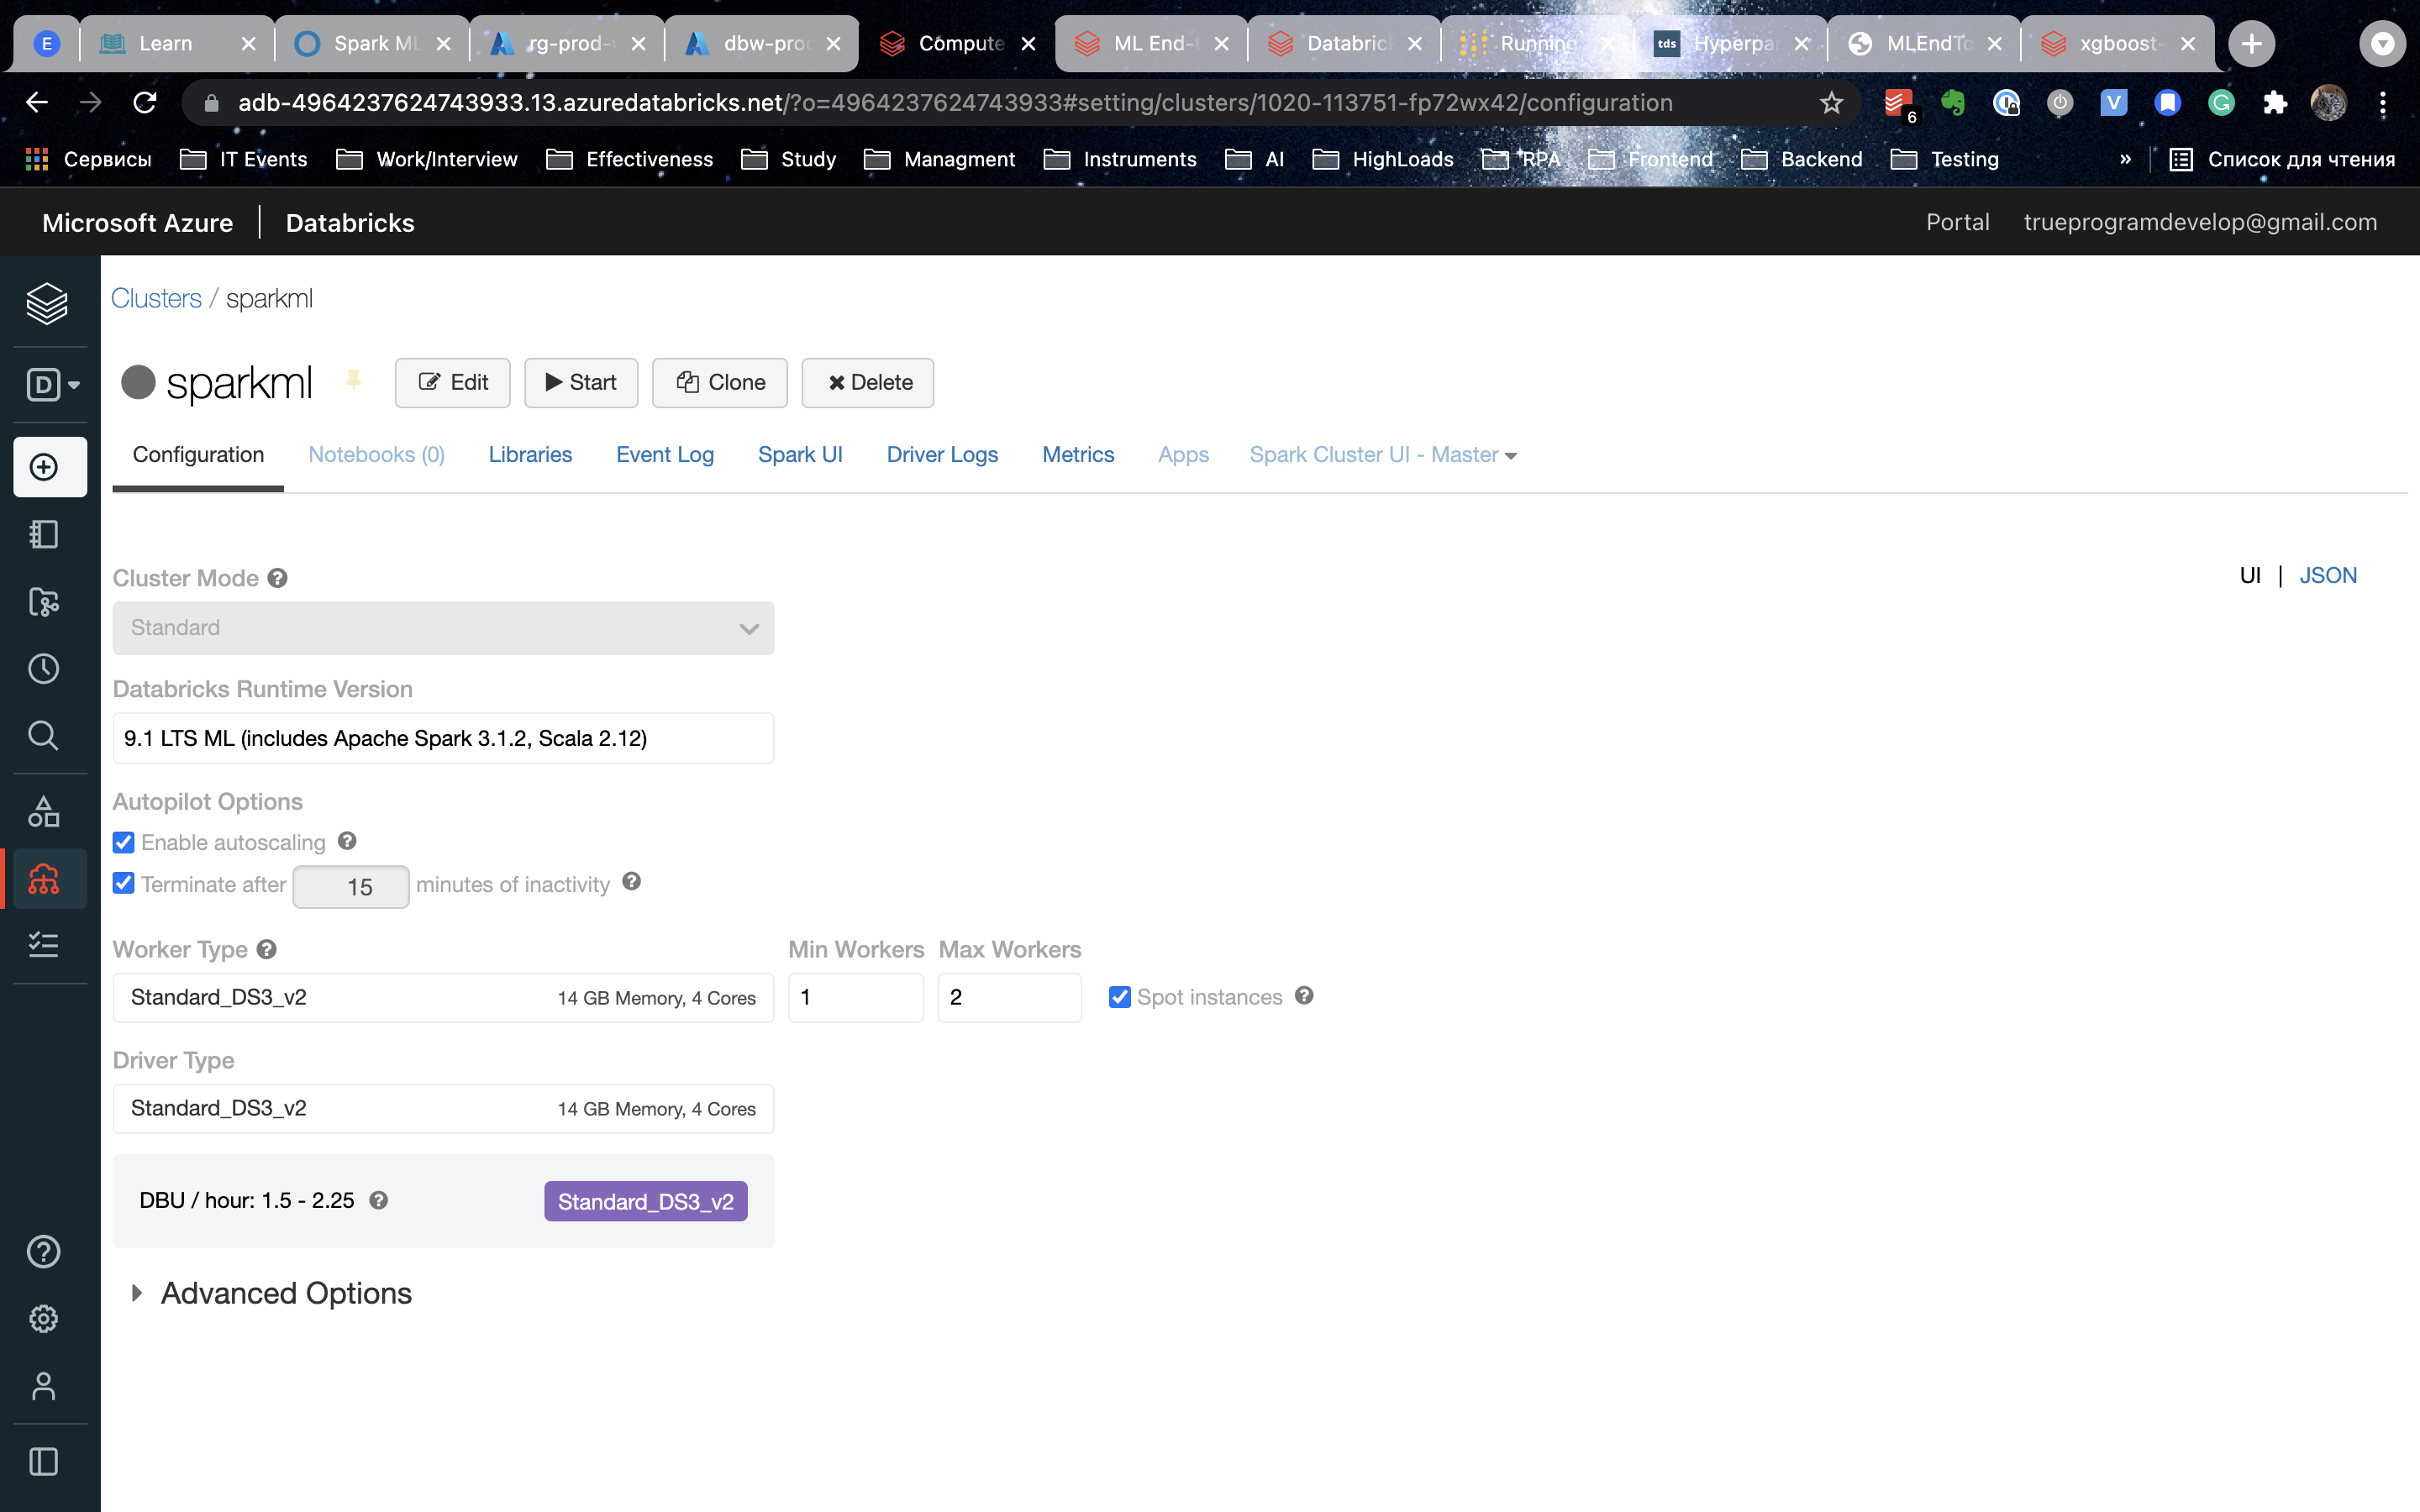 E Learn Spark ML rg-prod- dbw-pro Compute ML End- Databric Running Hyperpa MLEndTo xgboost-
adb-4964237624743933.13.azuredatabricks.net/?o=4964237624743933#setting/clusters/1020-113751-fp72wx42/configuration 6 V G
Сервисы IT Events Work/Interview Effectiveness Study Managment Instruments AI HighLoads RPA Frontend Backend Testing » Список для чтения
Microsoft Azure | Databricks Portal trueprogramdevelop@gmail.com
Clusters / sparkml
D
sparkml Edit Start Clone Delete
Configuration Notebooks (0) Libraries Event Log Spark UI Driver Logs Metrics Apps Spark Cluster UI - Master
Cluster Mode ? UI | JSON
Standard
Databricks Runtime Version
9.1 LTS ML (includes Apache Spark 3.1.2, Scala 2.12)
Autopilot Options
Enable autoscaling ?
Terminate after 15 minutes of inactivity ?
Worker Type ? Min Workers Max Workers
Standard_DS3_v2 14 GB Memory, 4 Cores 1 2 Spot instances ?
Driver Type
Standard_DS3_v2 14 GB Memory, 4 Cores
DBU / hour: 1.5 - 2.25 ? Standard_DS3_v2
Advanced Options